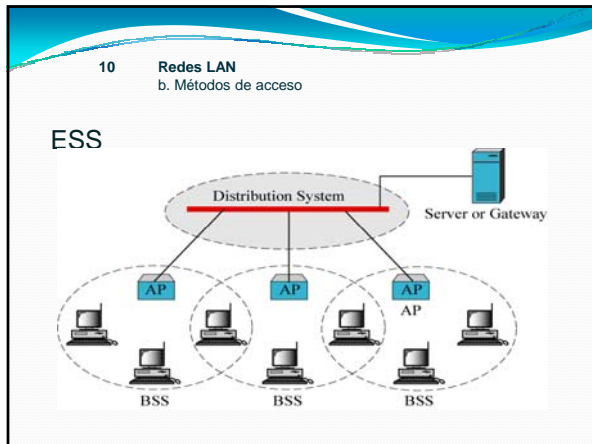 10 Redes LAN
b. Métodos de acceso
ESS
Distribution System
Server or Gateway
AP AP AP
AP
BSS BSS BSS